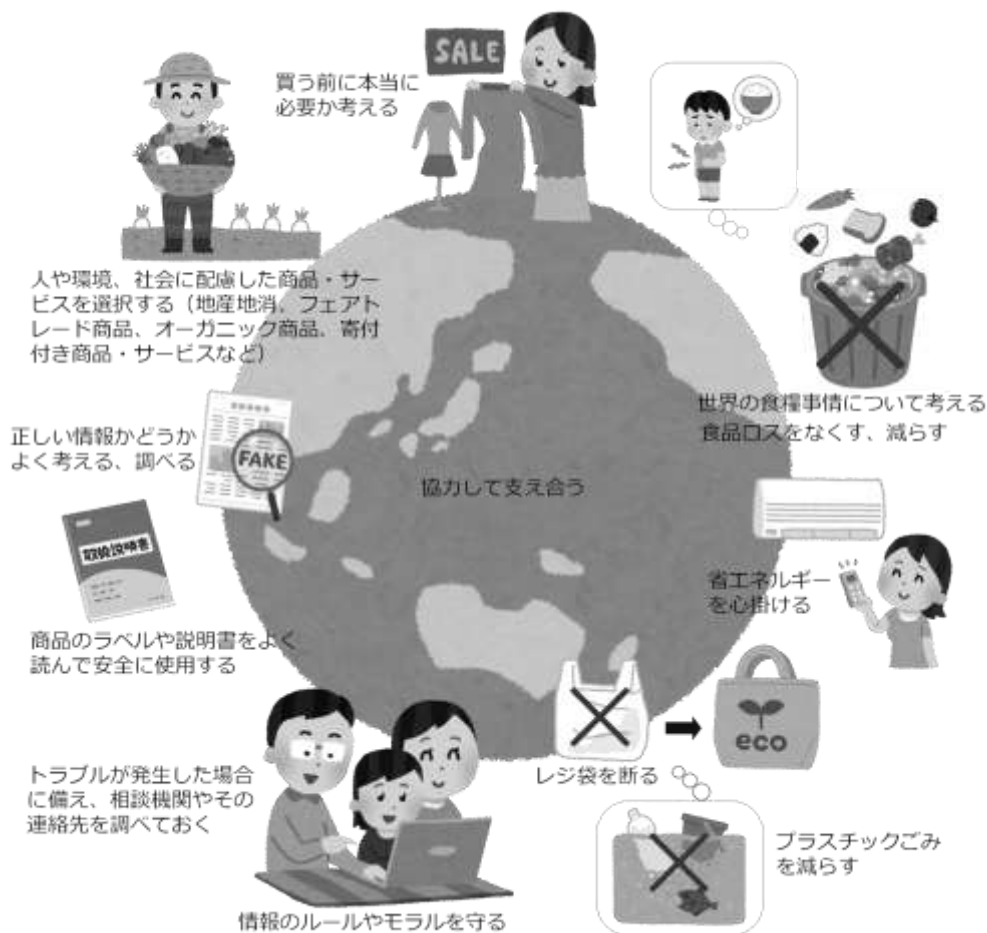 SALE
買う前に本当に
必要か考える
人や環境、社会に配慮した商品・サー
ビスを選択する（地産地消、フェアト
レード商品、オーガニック商品、寄付
付き商品・サービスなど）
世界の食糧事情について考える
食品ロスをなくす、減らす
正しい情報かどうか
よく考える、調べる
FAKE
協力して支え合う
取扱説明書
省エネルギー
を心掛ける
商品のラベルや説明書をよく
読んで安全に使用する
eco
レジ袋を断る
トラブルが発生した場合
に備え、相談機関やその
連絡先を調べておく
プラスチックごみ
を減らす
情報のルールやモラルを守る